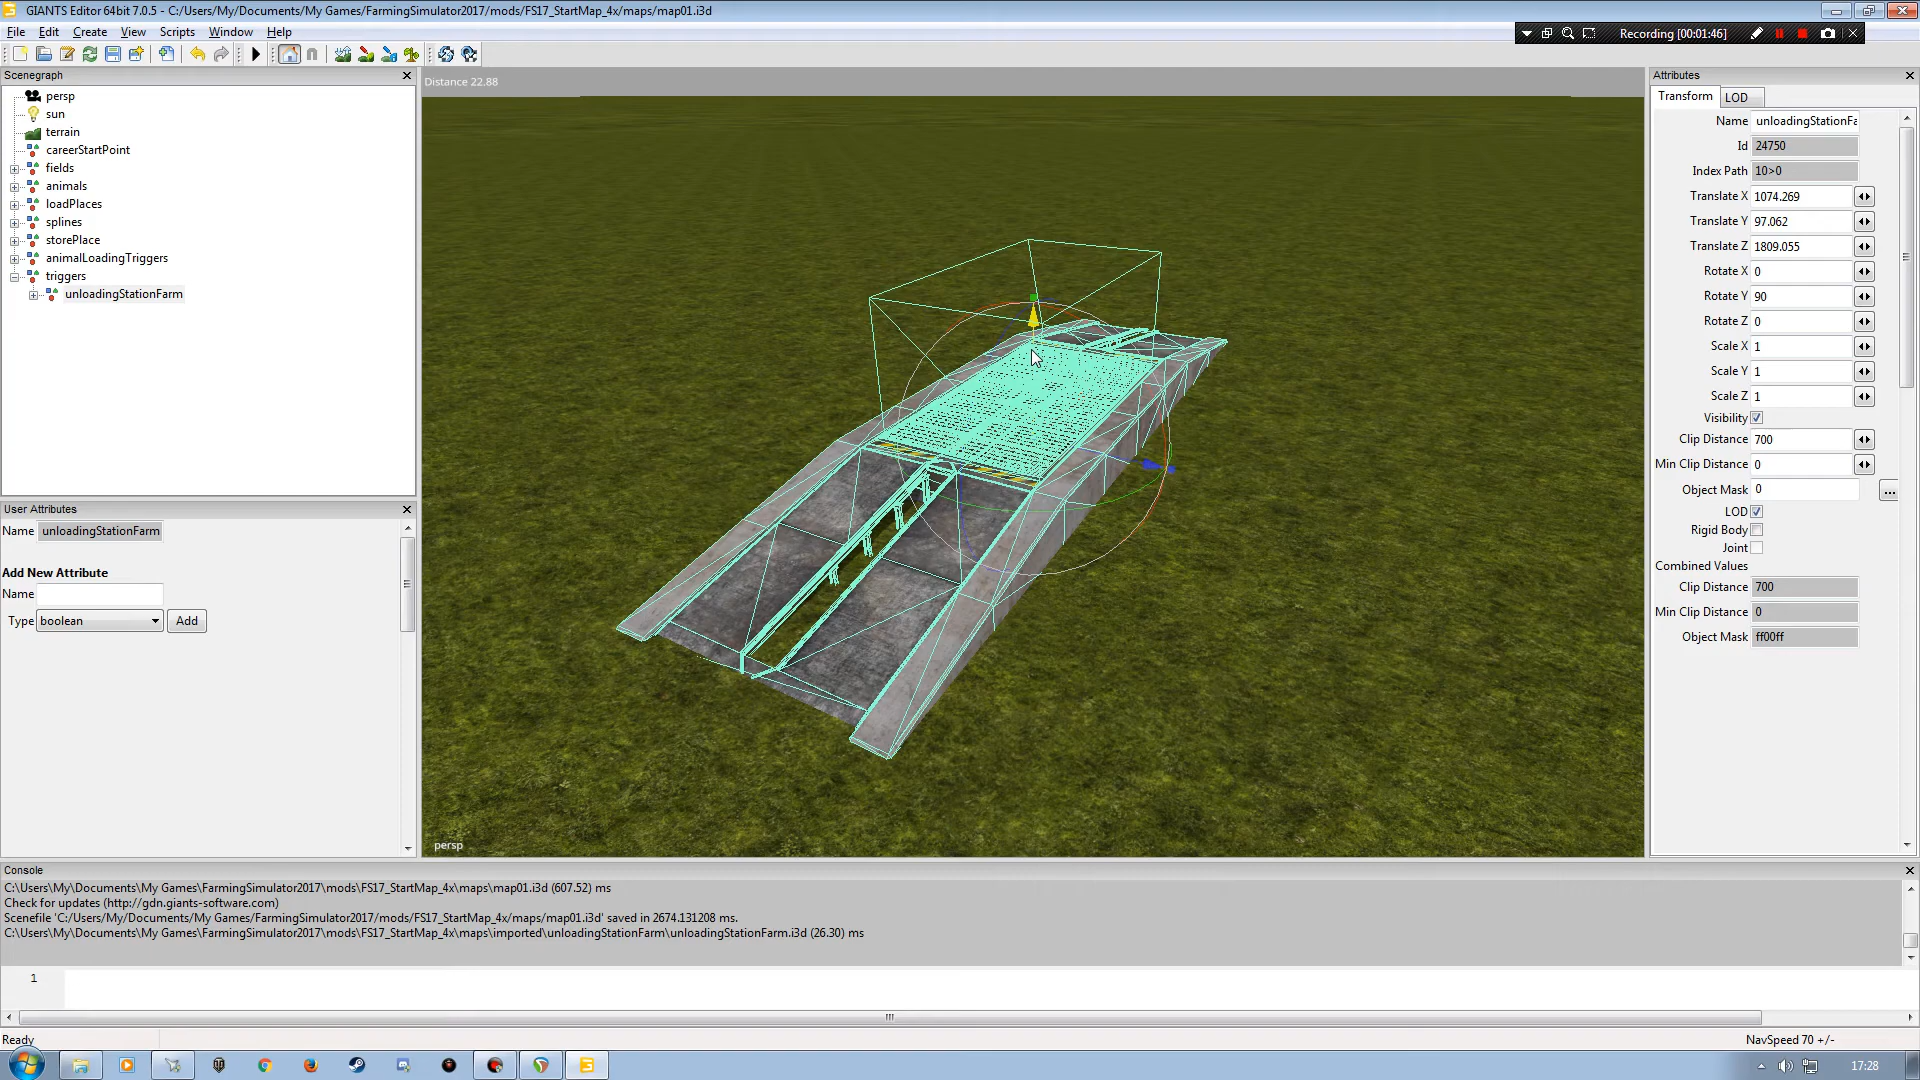 GIANTS Editor 64bit 7.0.5 - C:/Users/My/Documents/My Games/FarmingSimulator2017/mods/FS17_StartMap_4x/maps/map01.i3d
File Edit Create View Scripts Window Help
Recording [00:01:46]
Scenegraph
persp
sun
terrain
careerStartPoint
fields
animals
loadPlaces
splines
storePlace
animalLoadingTriggers
triggers
unloadingStationFarm
User Attributes
Name unloadingStationFarm
Add New Attribute
Name
Type boolean Add
Distance 22.88
persp
Attributes
Transform LOD
Name unloadingStationFa
Id 24750
Index Path 10>0
Translate X 1074.269
Translate Y 97.062
Translate Z 1809.055
Rotate X 0
Rotate Y 90
Rotate Z 0
Scale X 1
Scale Y 1
Scale Z 1
Visibility
Clip Distance 700
Min Clip Distance 0
Object Mask 0 ...
LOD
Rigid Body
Joint
Combined Values
Clip Distance 700
Min Clip Distance 0
Object Mask ff00ff
Console
C:\Users\My\Documents\My Games\FarmingSimulator2017\mods\FS17_StartMap_4x\maps\map01.i3d (607.52) ms
Check for updates (http://gdn.giants-software.com)
Scenefile 'C:/Users/My/Documents/My Games/FarmingSimulator2017/mods/FS17_StartMap_4x/maps/map01.i3d' saved in 2674.131208 ms.
C:\Users\My\Documents\My Games\FarmingSimulator2017\mods\FS17_StartMap_4x\maps\imported\unloadingStationFarm\unloadingStationFarm.i3d (26.30) ms
1
Ready
NavSpeed 70 +/-
17:28